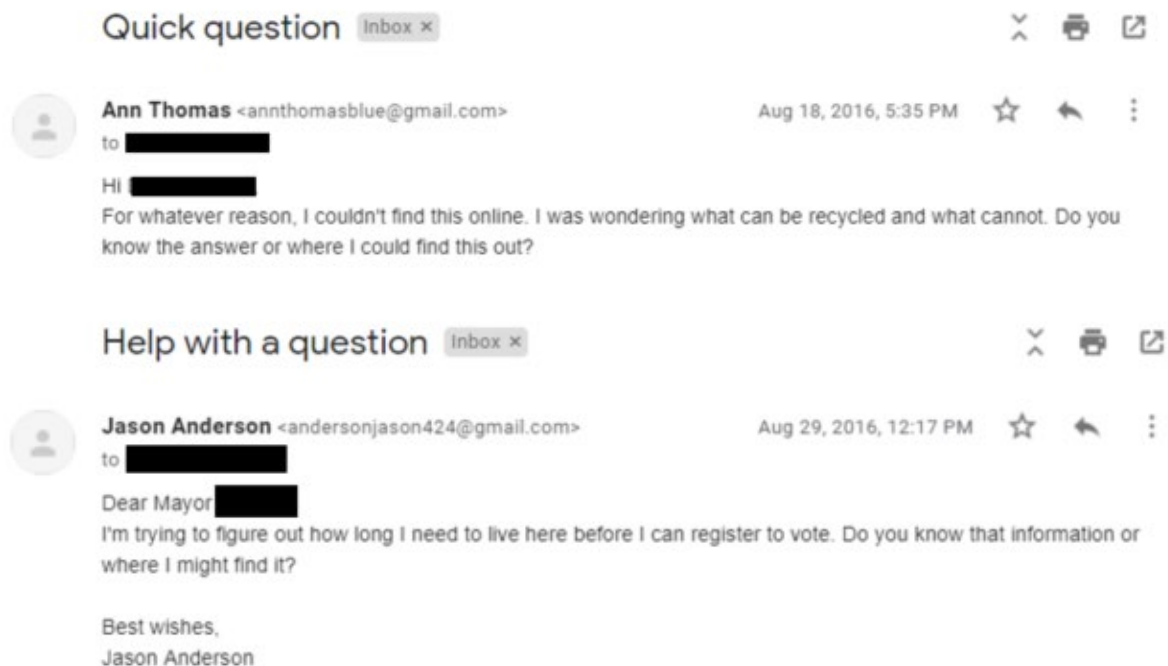 Quick question Inbox ×
Ann Thomas <annthomasblue@gmail.com> Aug 18, 2016, 5:35 PM
to
Hi
For whatever reason, I couldn't find this online. I was wondering what can be recycled and what cannot. Do you
know the answer or where I could find this out?
Help with a question Inbox ×
Jason Anderson <andersonjason424@gmail.com> Aug 29, 2016, 12:17 PM
to
Dear Mayor
I'm trying to figure out how long I need to live here before I can register to vote. Do you know that information or
where I might find it?
Best wishes,
Jason Anderson